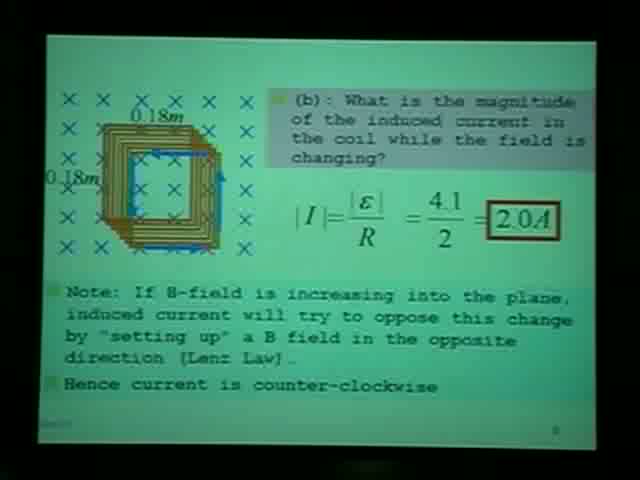 0.18m
0.18m
(b): What is the magnitude
of the induced current in
the coil while the field is
changing?
|I|= |ε| / R = 4.1 / 2 = 2.0A
Note: If B-field is increasing into the plane,
induced current will try to oppose this change
by "setting up" a B field in the opposite
direction (Lenz Law).
Hence current is counter-clockwise